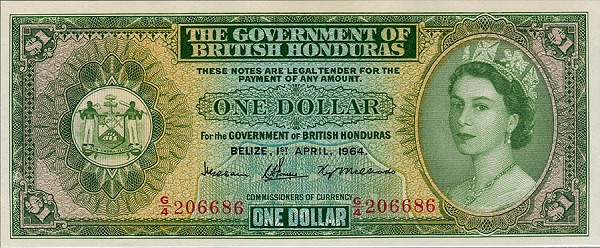 $1 $1
THE GOVERNMENT OF
BRITISH HONDURAS
THESE NOTES ARE LEGAL TENDER FOR THE
PAYMENT OF ANY AMOUNT.
ONE DOLLAR
For the GOVERNMENT OF BRITISH HONDURAS
BELIZE, 1ST APRIL, 1964.
COMMISSIONERS OF CURRENCY
G/4 206686 G/4 206686
ONE DOLLAR
$1 $1